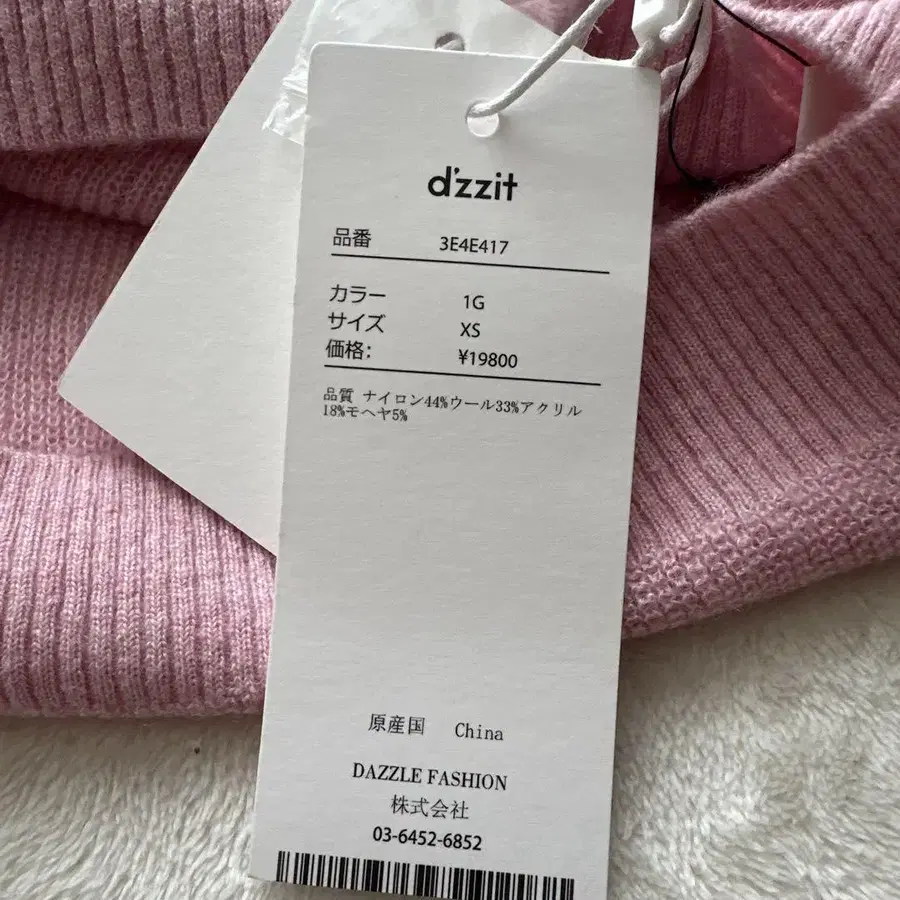 d'zzit
品番 3E4E417
カラー 1G
サイズ XS
価格: ¥19800
品質 ナイロン44%ウール33%アクリル
18%モヘヤ5%
原産国 China
DAZZLE FASHION
株式会社
03-6452-6852